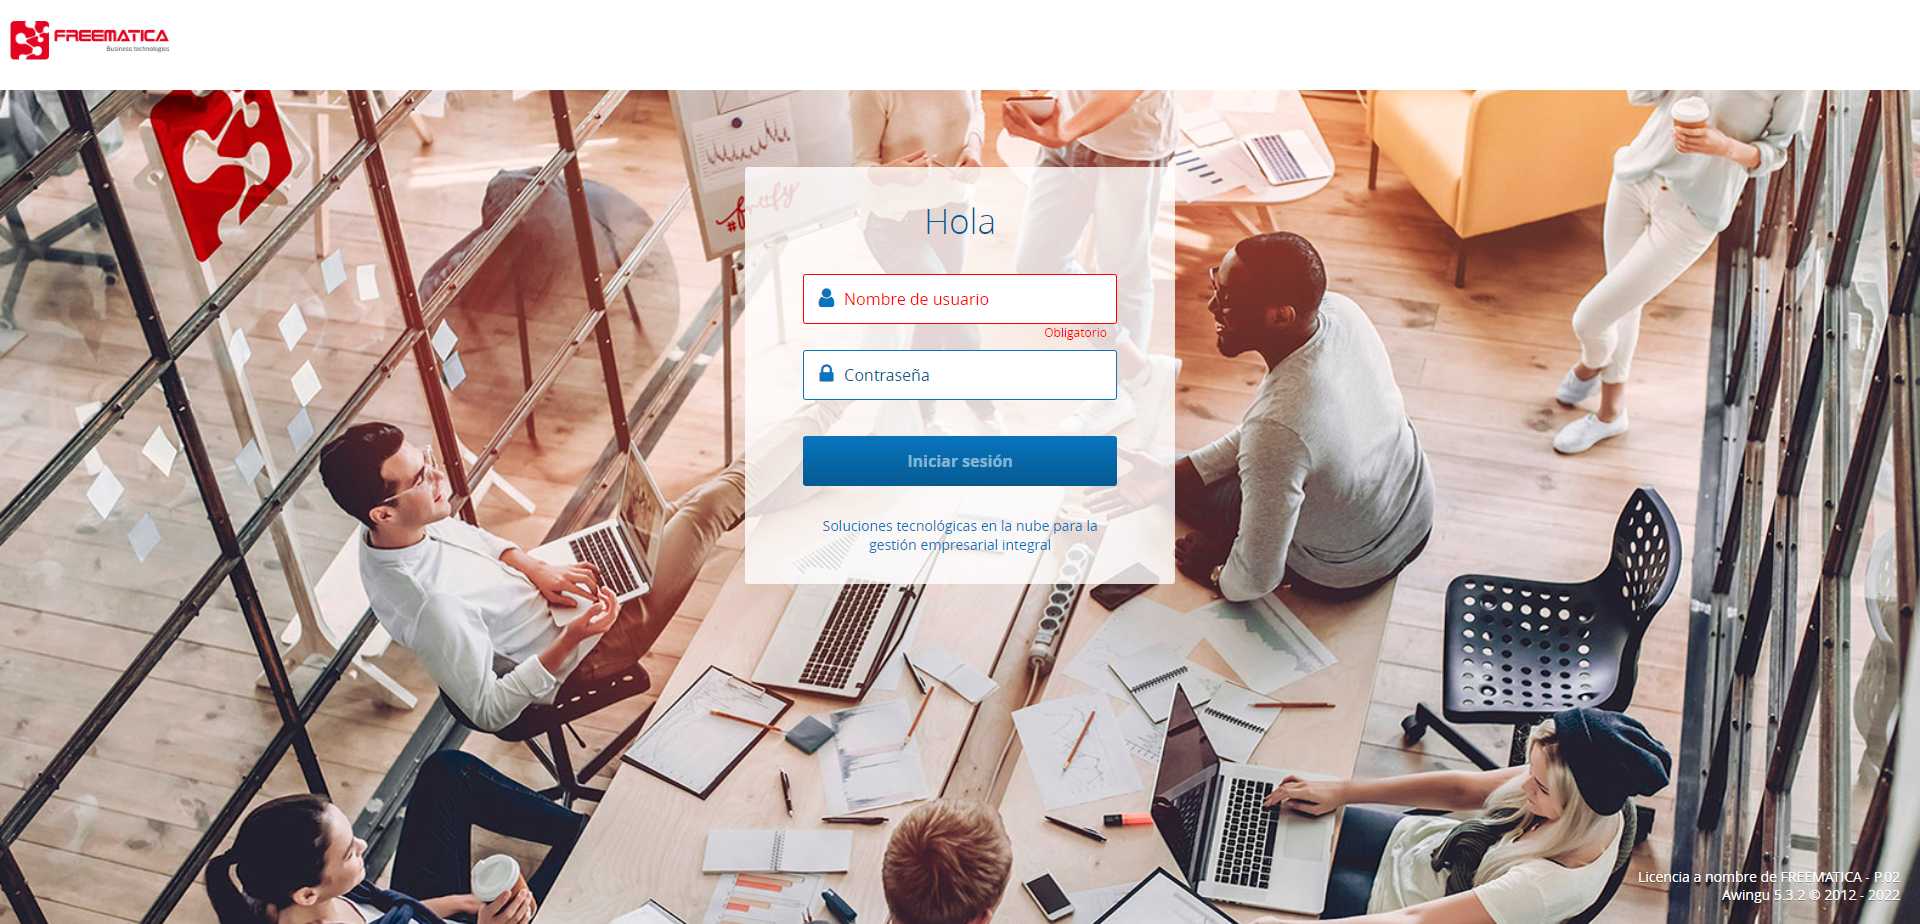 FREEMATICA
Business technologies
#fruitfy
Hola
Nombre de usuario
Obligatorio
Contraseña
Iniciar sesión
Soluciones tecnológicas en la nube para la
gestión empresarial integral
Licencia a nombre de FREEMATICA - P.02
Awingu 5.3.2 © 2012 - 2022